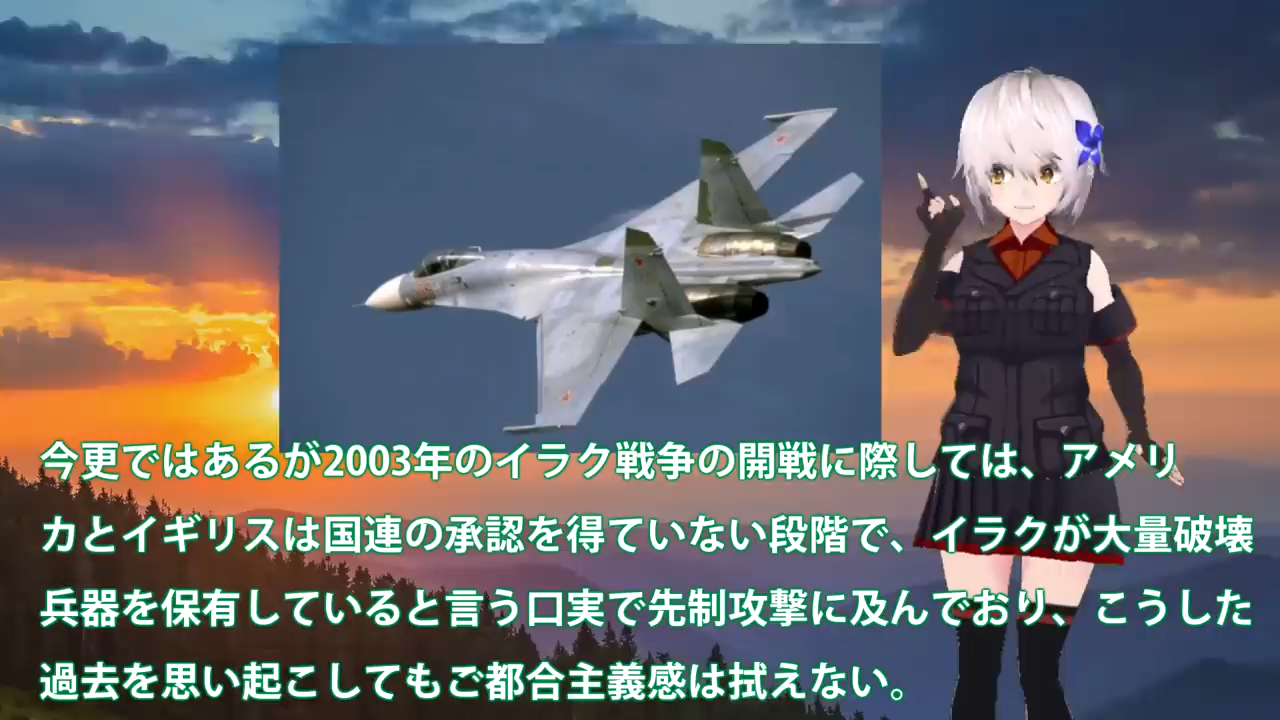 今更ではあるが2003年のイラク戦争の開戦に際しては、アメリ
カとイギリスは国連の承認を得ていない段階で、イラクが大量破壊
兵器を保有していると言う口実で先制攻撃に及んでおり、こうした
過去を思い起こしてもご都合主義感は拭えない。